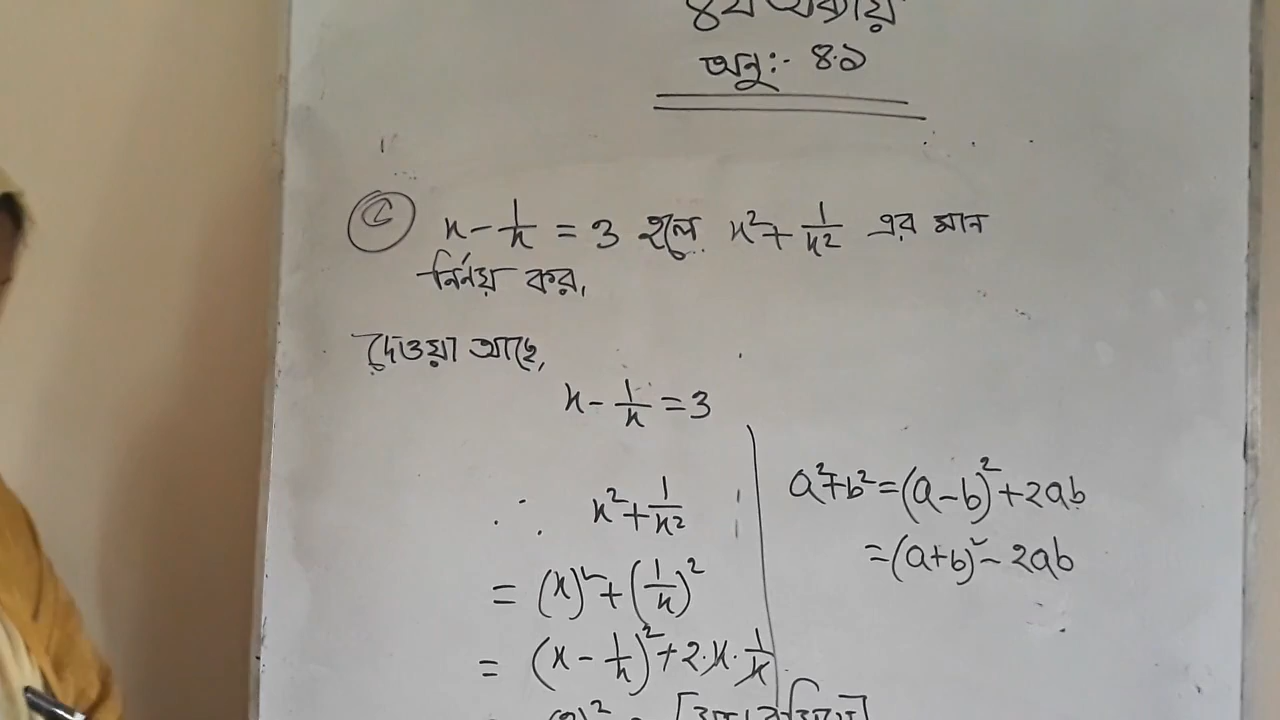 ৪র্থ অধ্যায়
অনু:- ৪.১
৫ x - 1/x = 3 হলে x² + 1/x² এর মান
নির্নয় কর,
দেওয়া আছে,
x - 1/x = 3
∴ x² + 1/x²
= (x)² + (1/x)²
= (x - 1/x)² + 2.x.1/x
a²+b² = (a-b)² + 2ab
= (a+b)² - 2ab